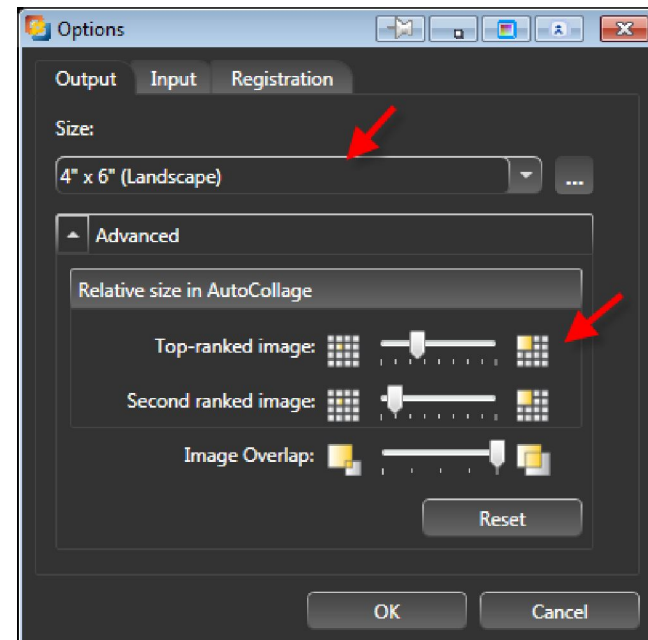 Options
Output Input Registration
Size:
4" x 6" (Landscape)
...
Advanced
Relative size in AutoCollage
Top-ranked image:
Second ranked image:
Image Overlap:
Reset
OK Cancel